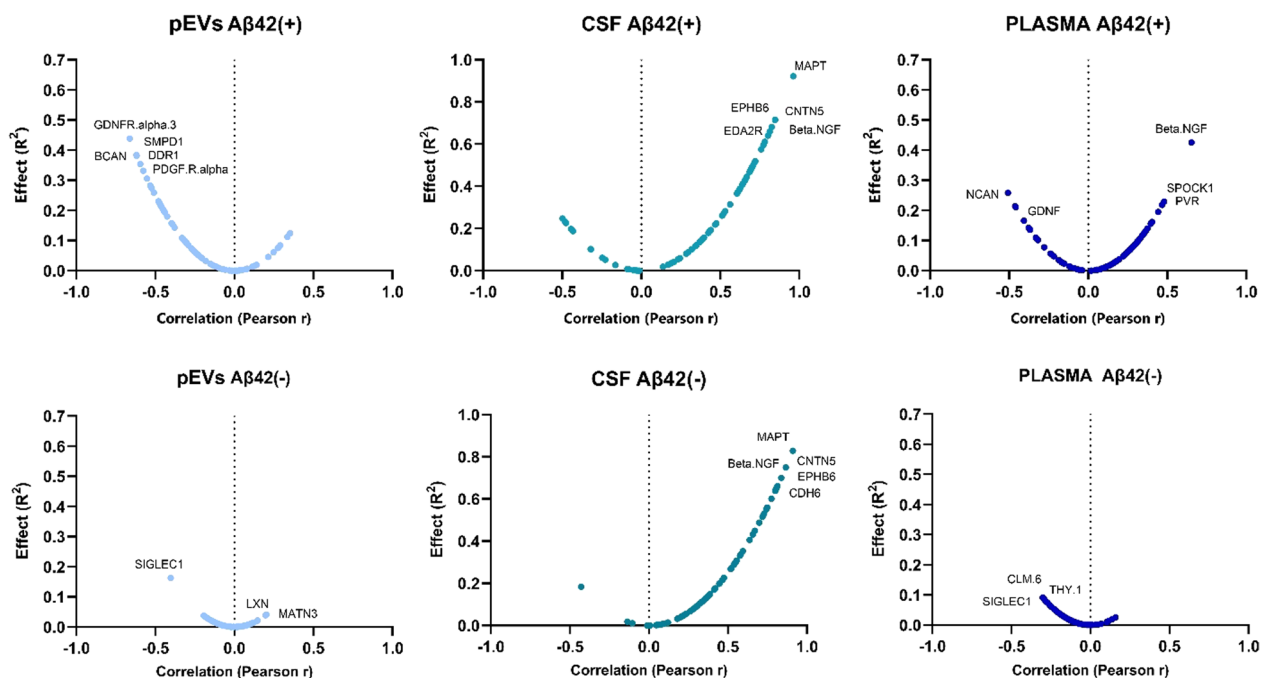 pEVs Aβ42(+)
0.7
0.6
0.5
0.4
0.3
0.2
0.1
0.0
Effect (R²)
GDNFR.alpha.3
SMPD1
BCAN
DDR1
PDGF.R.alpha
-1.0 -0.5 0.0 0.5 1.0
Correlation (Pearson r)
CSF Aβ42(+)
1.0
0.8
0.6
0.4
0.2
0.0
Effect (R²)
MAPT
EPHB6
CNTN5
EDA2R
Beta.NGF
-1.0 -0.5 0.0 0.5 1.0
Correlation (Pearson r)
PLASMA Aβ42(+)
0.7
0.6
0.5
0.4
0.3
0.2
0.1
0.0
Effect (R²)
Beta.NGF
NCAN
SPOCK1
GDNF
PVR
-1.0 -0.5 0.0 0.5 1.0
Correlation (Pearson r)
pEVs Aβ42(-)
0.7
0.6
0.5
0.4
0.3
0.2
0.1
0.0
Effect (R²)
SIGLEC1
LXN
MATN3
-1.0 -0.5 0.0 0.5 1.0
Correlation (Pearson r)
CSF Aβ42(-)
1.0
0.8
0.6
0.4
0.2
0.0
Effect (R²)
MAPT
Beta.NGF
CNTN5
EPHB6
CDH6
-1.0 -0.5 0.0 0.5 1.0
Correlation (Pearson r)
PLASMA Aβ42(-)
0.7
0.6
0.5
0.4
0.3
0.2
0.1
0.0
Effect (R²)
CLM.6
THY.1
SIGLEC1
-1.0 -0.5 0.0 0.5 1.0
Correlation (Pearson r)